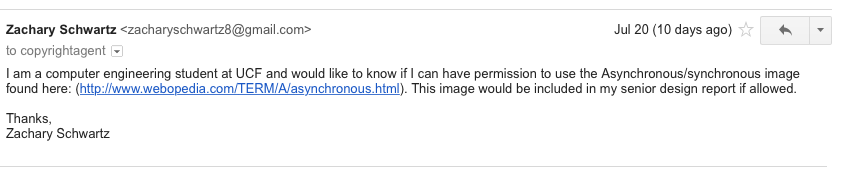 Zachary Schwartz <zacharyschwartz8@gmail.com> Jul 20 (10 days ago)
to copyrightagent
I am a computer engineering student at UCF and would like to know if I can have permission to use the Asynchronous/synchronous image
found here: (http://www.webopedia.com/TERM/A/asynchronous.html). This image would be included in my senior design report if allowed.
Thanks,
Zachary Schwartz